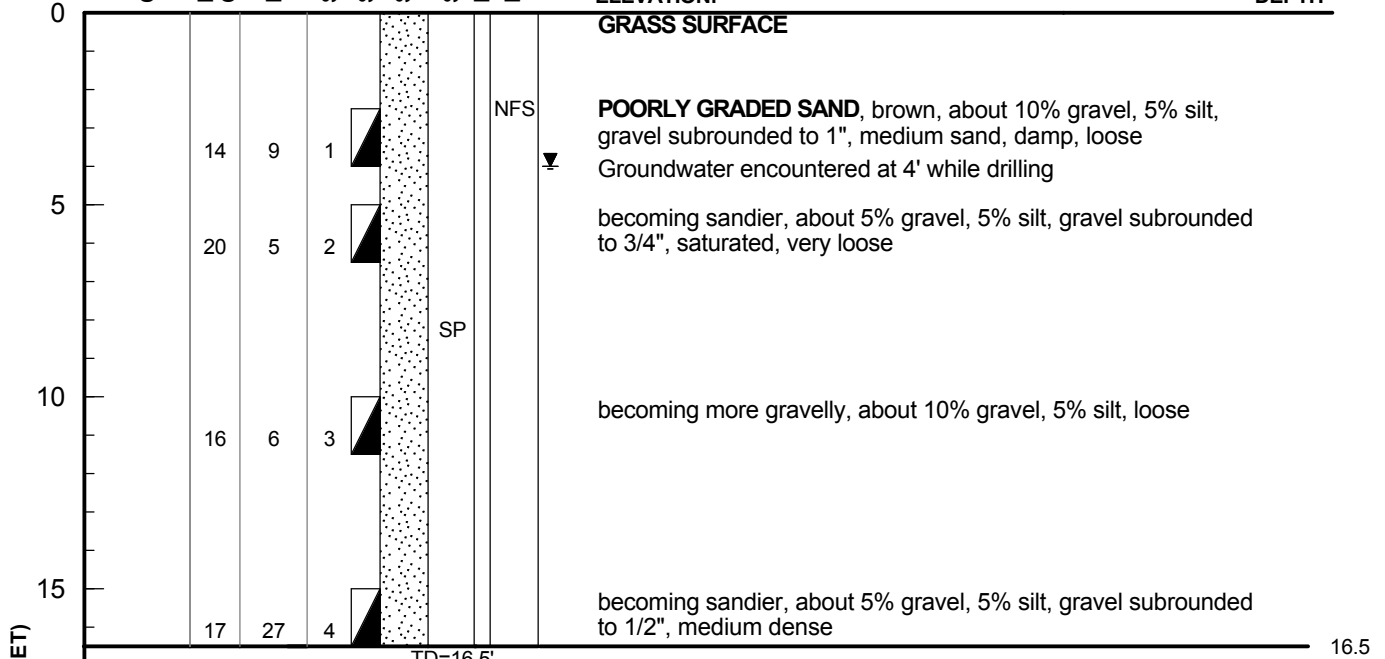 0
GRASS SURFACE
NFS
POORLY GRADED SAND, brown, about 10% gravel, 5% silt,
gravel subrounded to 1", medium sand, damp, loose
14 9 1
Groundwater encountered at 4' while drilling
5
becoming sandier, about 5% gravel, 5% silt, gravel subrounded
to 3/4", saturated, very loose
20 5 2
SP
10
becoming more gravelly, about 10% gravel, 5% silt, loose
16 6 3
15
becoming sandier, about 5% gravel, 5% silt, gravel subrounded
to 1/2", medium dense
17 27 4
16.5
TD=16.5'
ET)